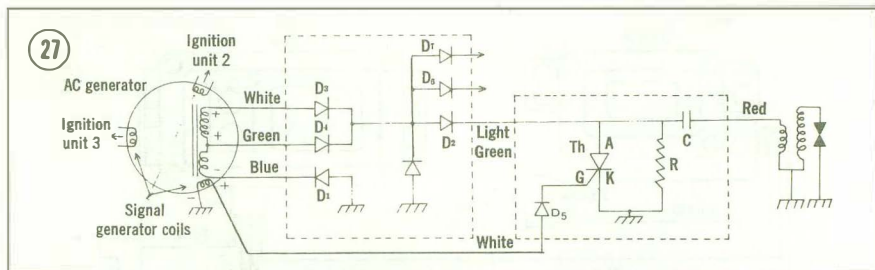 27
Ignition
unit 2
AC generator
Ignition
unit 3
Signal
generator coils
White
Green
Blue
+
+
-
+
-
D3
D4
D1
D7
D6
D2
Light
Green
Th
A
G
K
R
C
D5
White
Red